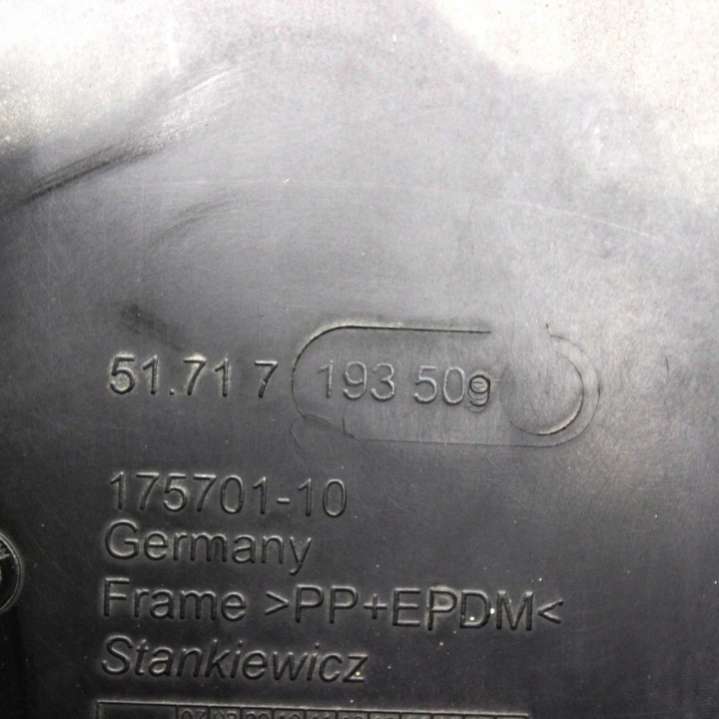 51.71 7 193 509
175701-10
Germany
Frame >PP+EPDM<
Stankiewicz